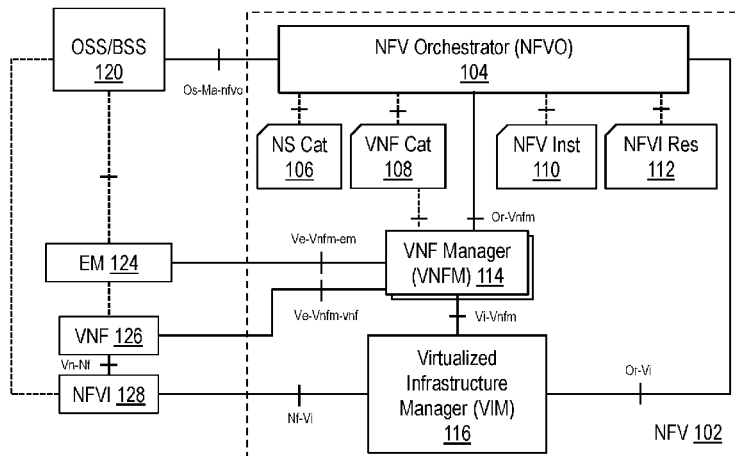 OSS/BSS
120
Os-Ma-nfvo
NFV Orchestrator (NFVO)
104
NS Cat
106
VNF Cat
108
NFV Inst
110
NFVI Res
112
Or-Vnfm
Ve-Vnfm-em
VNF Manager
(VNFM) 114
EM 124
Ve-Vnfm-vnf
Vi-Vnfm
VNF 126
Vn-Nf
NFVI 128
Nf-Vi
Virtualized
Infrastructure
Manager (VIM)
116
Or-Vi
NFV 102